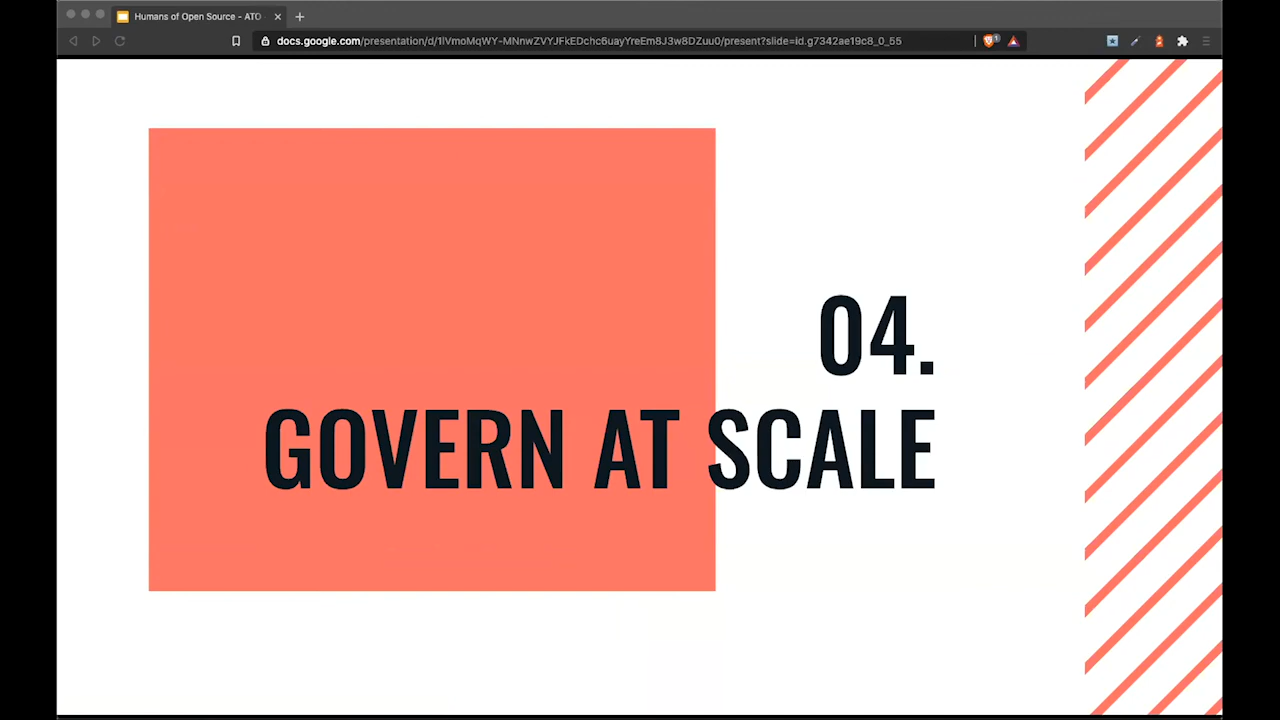 Humans of Open Source - ATO
docs.google.com/presentation/d/1lVmoMqWY-MNnwZVYJFkEDchc6uayYreEm8J3w8DZuu0/present?slide=id.g7342ae19c8_0_55
1
04.
GOVERN AT SCALE